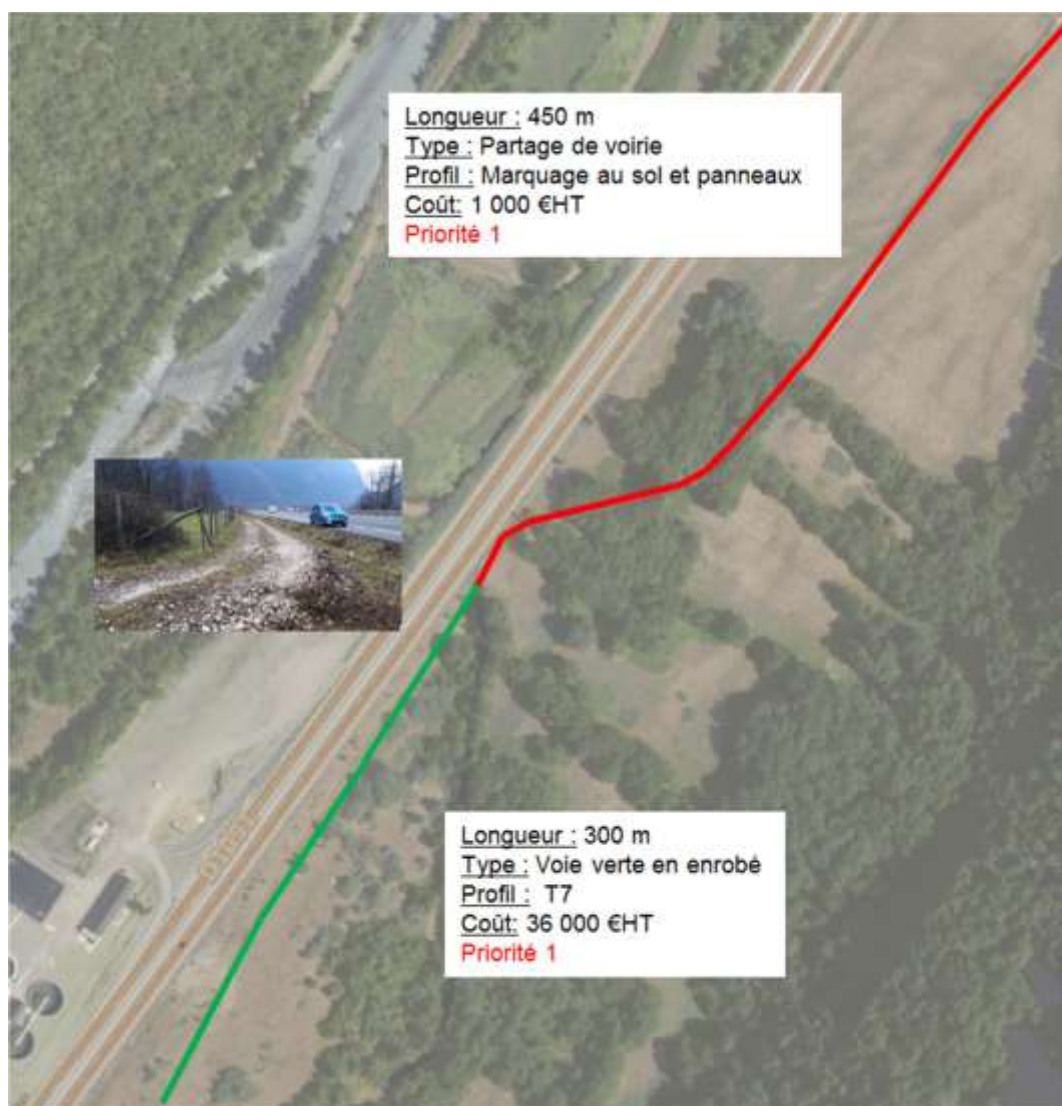 Longueur : 450 m
Type : Partage de voirie
Profil : Marquage au sol et panneaux
Coût: 1 000 €HT
Priorité 1
Longueur : 300 m
Type : Voie verte en enrobé
Profil : T7
Coût: 36 000 €HT
Priorité 1